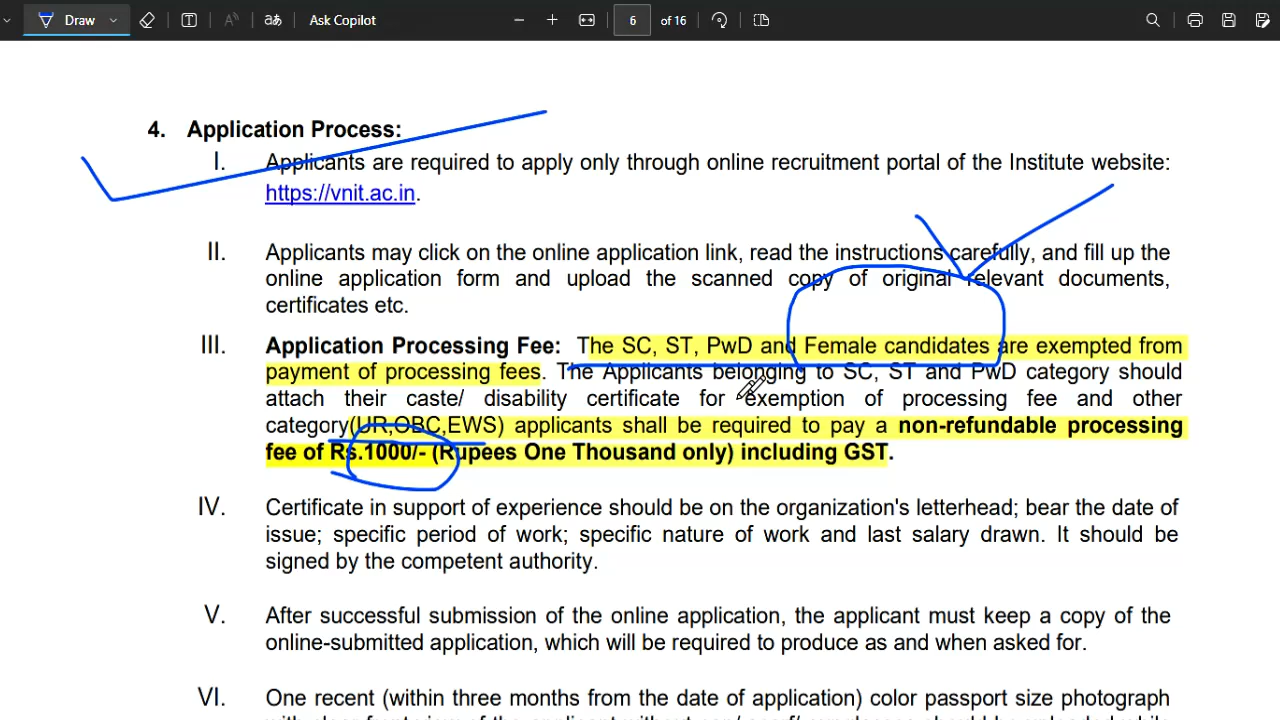 Draw
aあ
Ask Copilot
6 of 16
4. Application Process:
I. Applicants are required to apply only through online recruitment portal of the Institute website:
https://vnit.ac.in.
II. Applicants may click on the online application link, read the instructions carefully, and fill up the
online application form and upload the scanned copy of original relevant documents,
certificates etc.
III. Application Processing Fee: The SC, ST, PwD and Female candidates are exempted from
payment of processing fees. The Applicants belonging to SC, ST and PwD category should
attach their caste/ disability certificate for exemption of processing fee and other
category(UR,OBC,EWS) applicants shall be required to pay a non-refundable processing
fee of Rs.1000/- (Rupees One Thousand only) including GST.
IV. Certificate in support of experience should be on the organization's letterhead; bear the date of
issue; specific period of work; specific nature of work and last salary drawn. It should be
signed by the competent authority.
V. After successful submission of the online application, the applicant must keep a copy of the
online-submitted application, which will be required to produce as and when asked for.
VI. One recent (within three months from the date of application) color passport size photograph